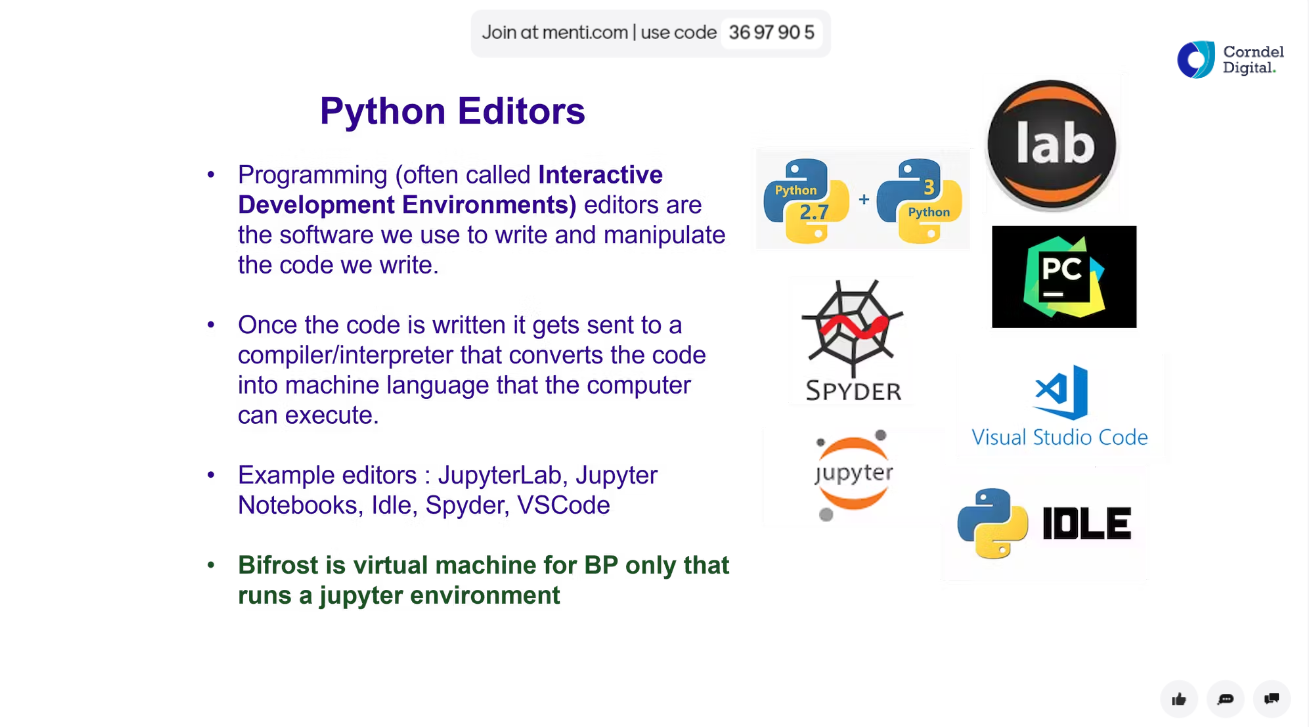 Join at menti.com | use code 36 97 90 5
Corndel
Digital.
Python Editors
• Programming (often called Interactive
Development Environments) editors are
the software we use to write and manipulate
the code we write.
• Once the code is written it gets sent to a
compiler/interpreter that converts the code
into machine language that the computer
can execute.
• Example editors : JupyterLab, Jupyter
Notebooks, Idle, Spyder, VSCode
• Bifrost is virtual machine for BP only that
runs a jupyter environment
lab
Python
2.7
+
3
Python
PC
SPYDER
Visual Studio Code
jupyter
IDLE